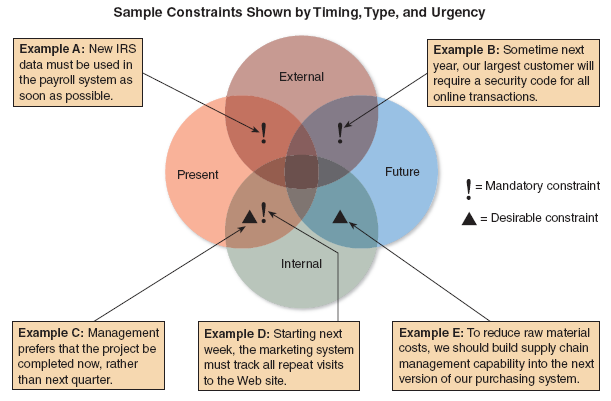 Sample Constraints Shown by Timing, Type, and Urgency
Example A: New IRS
data must be used in
the payroll system as
soon as possible.
Example B: Sometime next
year, our largest customer will
require a security code for all
online transactions.
External
Present
Future
Internal
! = Mandatory constraint
▲ = Desirable constraint
Example C: Management
prefers that the project be
completed now, rather
than next quarter.
Example D: Starting next
week, the marketing system
must track all repeat visits
to the Web site.
Example E: To reduce raw material
costs, we should build supply chain
management capability into the next
version of our purchasing system.